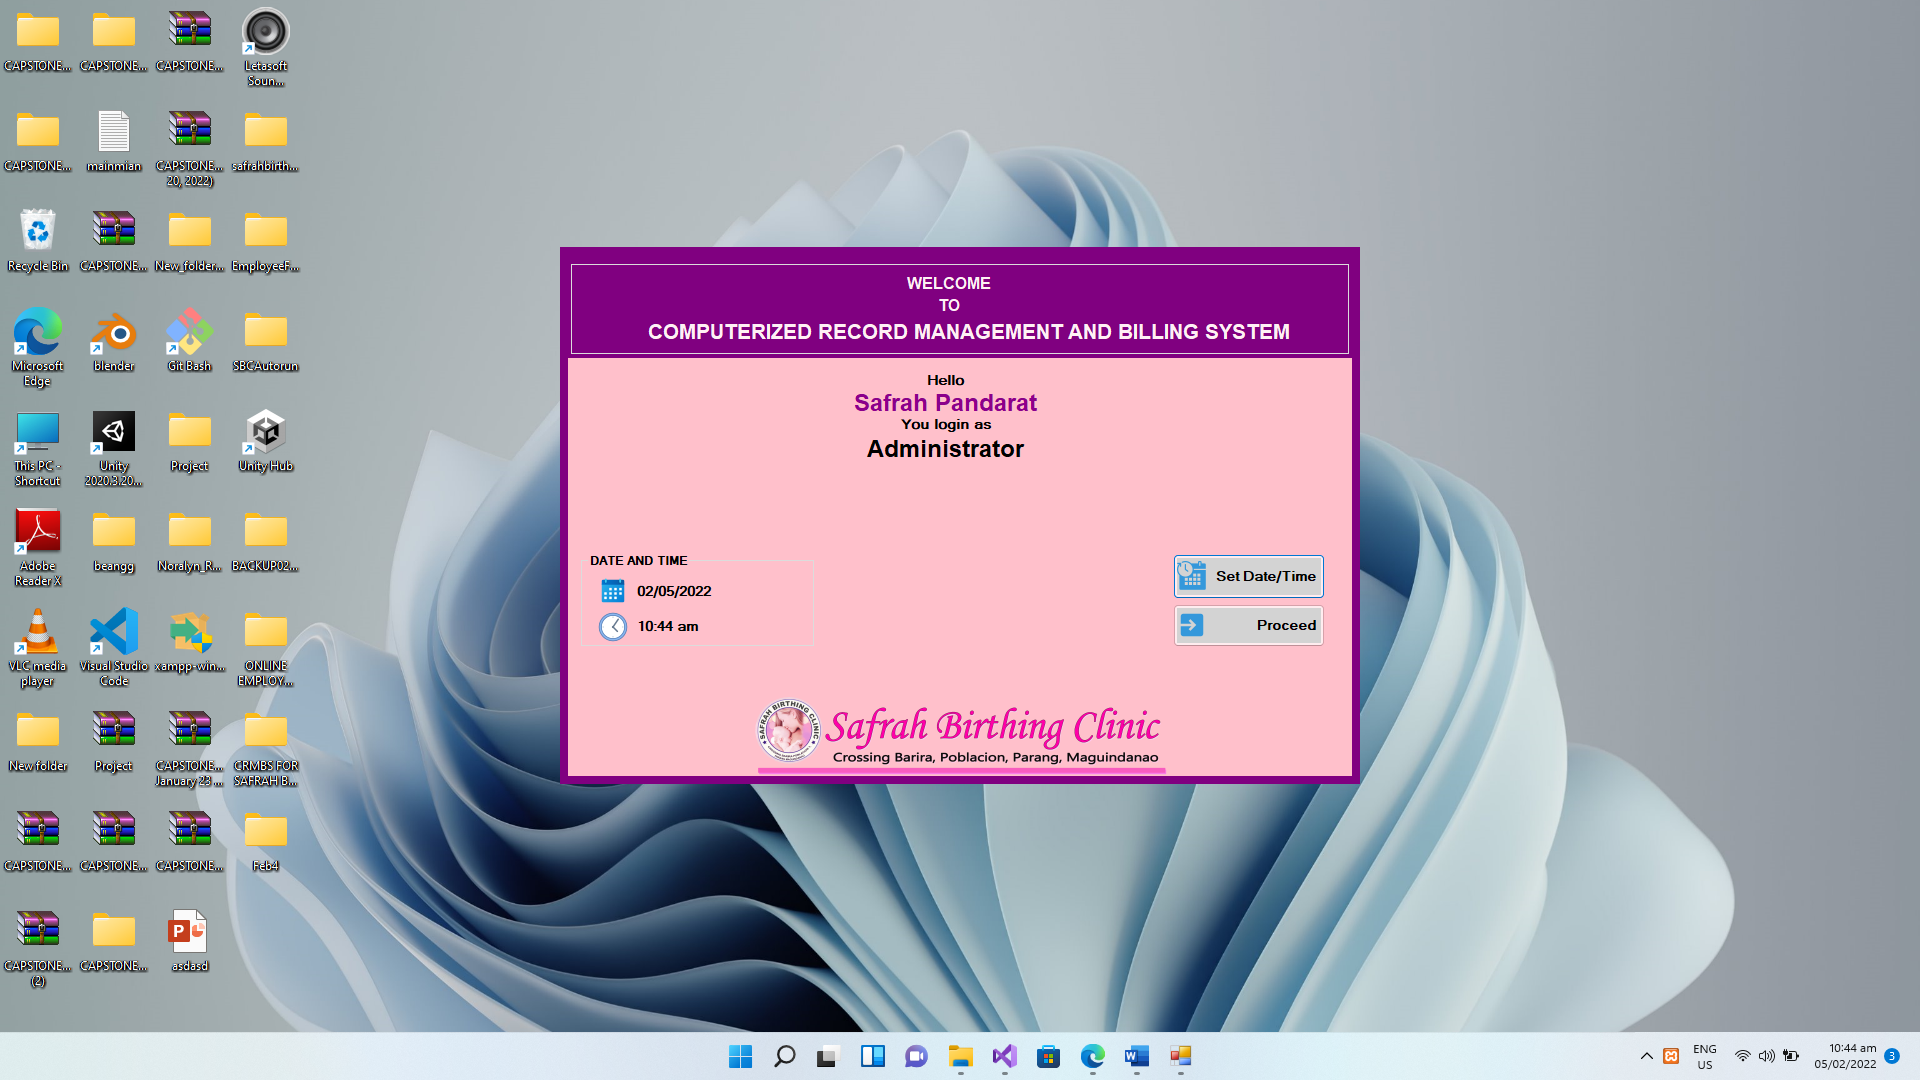 CAPSTONE...
CAPSTONE...
CAPSTONE...
Letasoft
Soun...
CAPSTONE...
mainmian
CAPSTONE...
20, 2022)
safrahbirth...
Recycle Bin
CAPSTONE...
New_folder...
EmployeeF...
Microsoft
Edge
blender
Git Bash
SBCAutorun
This PC -
Shortcut
Unity
2020.3.20...
Project
Unity Hub
Adobe
Reader X
beangg
Noralyn_R...
BACKUP02...
VLC media
player
Visual Studio
Code
xampp-win...
ONLINE
EMPLOY...
New folder
Project
CAPSTONE...
January 23 ...
CRMBS FOR
SAFRAH B...
CAPSTONE...
CAPSTONE...
CAPSTONE...
Feb4
CAPSTONE...
(2)
CAPSTONE...
asdasd
WELCOME
TO
COMPUTERIZED RECORD MANAGEMENT AND BILLING SYSTEM
Hello
Safrah Pandarat
You login as
Administrator
DATE AND TIME
02/05/2022
10:44 am
Set Date/Time
Proceed
SAFRAH BIRTHING CLINIC
Safrah Birthing Clinic
Crossing Barira, Poblacion, Parang, Maguindanao
ENG
US
10:44 am
05/02/2022
3